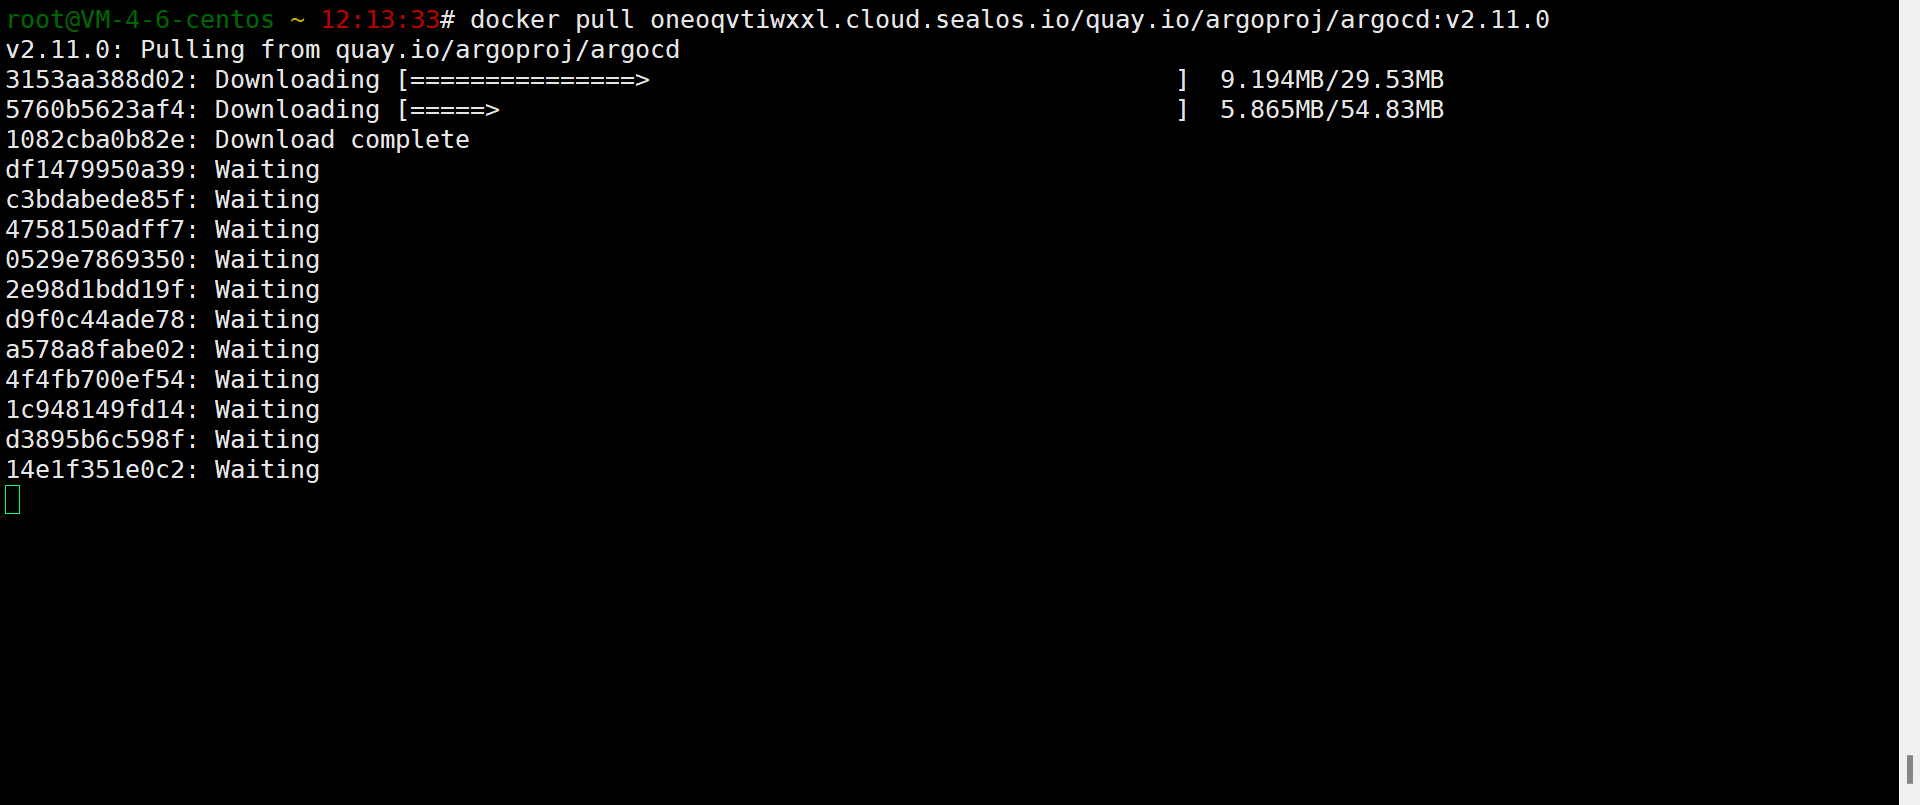 root@VM-4-6-centos ~ 12:13:33# docker pull oneoqvtiwxxl.cloud.sealos.io/quay.io/argoproj/argocd:v2.11.0
v2.11.0: Pulling from quay.io/argoproj/argocd
3153aa388d02: Downloading [===============>                                   ]  9.194MB/29.53MB
5760b5623af4: Downloading [=====>                                             ]  5.865MB/54.83MB
1082cba0b82e: Download complete
df1479950a39: Waiting
c3bdabede85f: Waiting
4758150adff7: Waiting
0529e7869350: Waiting
2e98d1bdd19f: Waiting
d9f0c44ade78: Waiting
a578a8fabe02: Waiting
4f4fb700ef54: Waiting
1c948149fd14: Waiting
d3895b6c598f: Waiting
14e1f351e0c2: Waiting